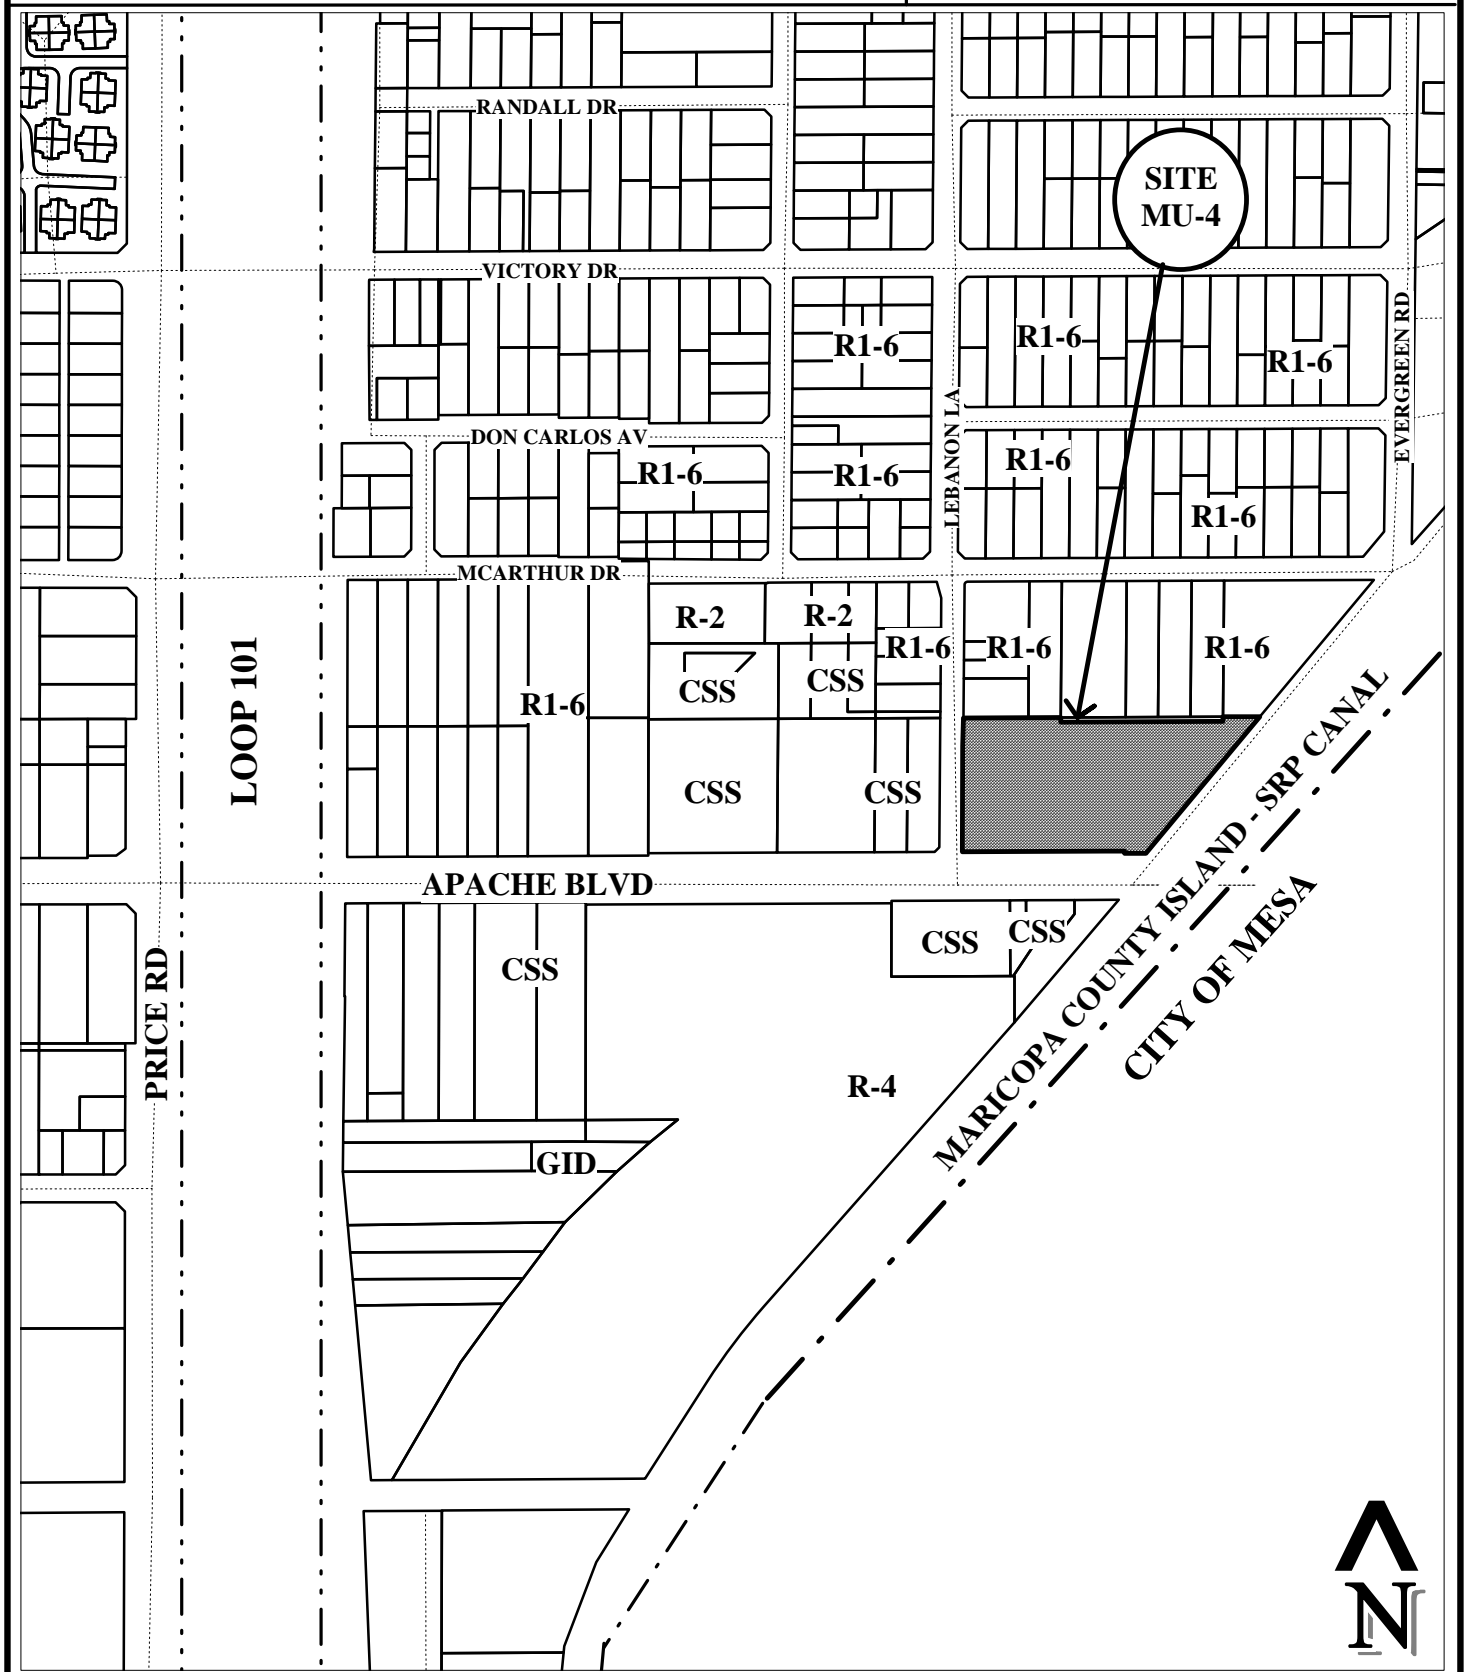 RANDALL DR
SITE
MU-4
VICTORY DR
R1-6
R1-6
R1-6
EVERGREEN RD
LEBANON LA
DON CARLOS AV
R1-6
R1-6
R1-6
R1-6
MCARTHUR DR
R-2
R-2
R1-6
R1-6
R1-6
CSS
CSS
R1-6
LOOP 101
CSS
CSS
APACHE BLVD
MARICOPA COUNTY ISLAND - SRP CANAL
CITY OF MESA
CSS
CSS
CSS
PRICE RD
R-4
GID
N